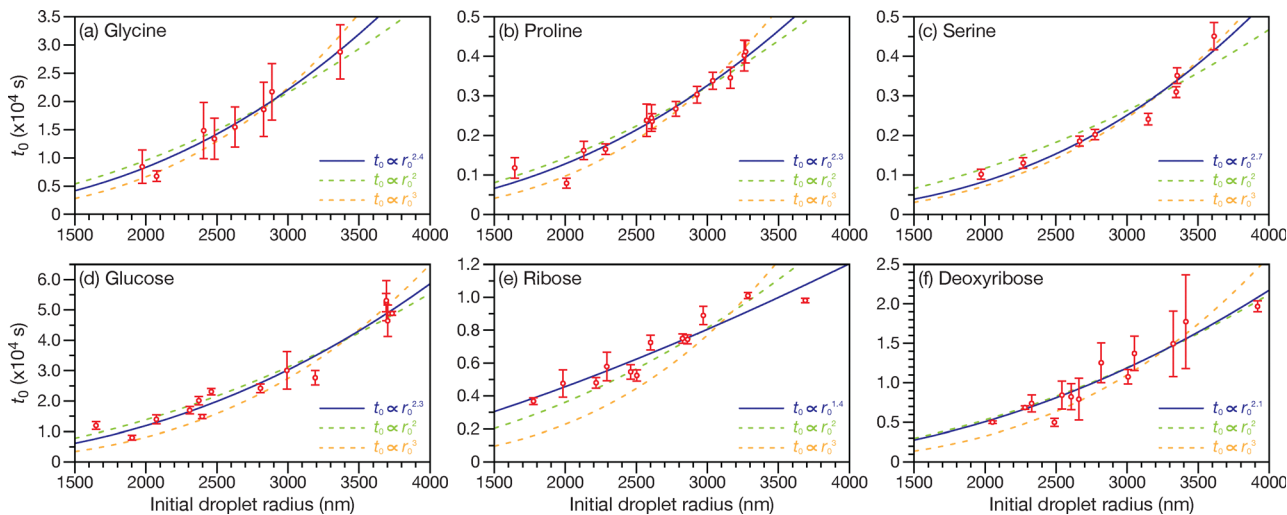 (a) Glycine
t₀ (x10⁴ s)
3.5
3.0
2.5
2.0
1.5
1.0
0.5
0
t₀ ∝ r₀^2.4
t₀ ∝ r₀^2
t₀ ∝ r₀^3
1500 2000 2500 3000 3500 4000
(b) Proline
0.5
0.4
0.3
0.2
0.1
0
t₀ ∝ r₀^2.3
t₀ ∝ r₀^2
t₀ ∝ r₀^3
1500 2000 2500 3000 3500 4000
(c) Serine
0.5
0.4
0.3
0.2
0.1
0
t₀ ∝ r₀^2.7
t₀ ∝ r₀^2
t₀ ∝ r₀^3
1500 2000 2500 3000 3500 4000
(d) Glucose
t₀ (x10⁴ s)
6.0
5.0
4.0
3.0
2.0
1.0
0
t₀ ∝ r₀^2.3
t₀ ∝ r₀^2
t₀ ∝ r₀^3
1500 2000 2500 3000 3500 4000
Initial droplet radius (nm)
(e) Ribose
1.2
1.0
0.8
0.6
0.4
0.2
0
t₀ ∝ r₀^1.4
t₀ ∝ r₀^2
t₀ ∝ r₀^3
1500 2000 2500 3000 3500 4000
Initial droplet radius (nm)
(f) Deoxyribose
2.5
2.0
1.5
1.0
0.5
0
t₀ ∝ r₀^2.1
t₀ ∝ r₀^2
t₀ ∝ r₀^3
1500 2000 2500 3000 3500 4000
Initial droplet radius (nm)